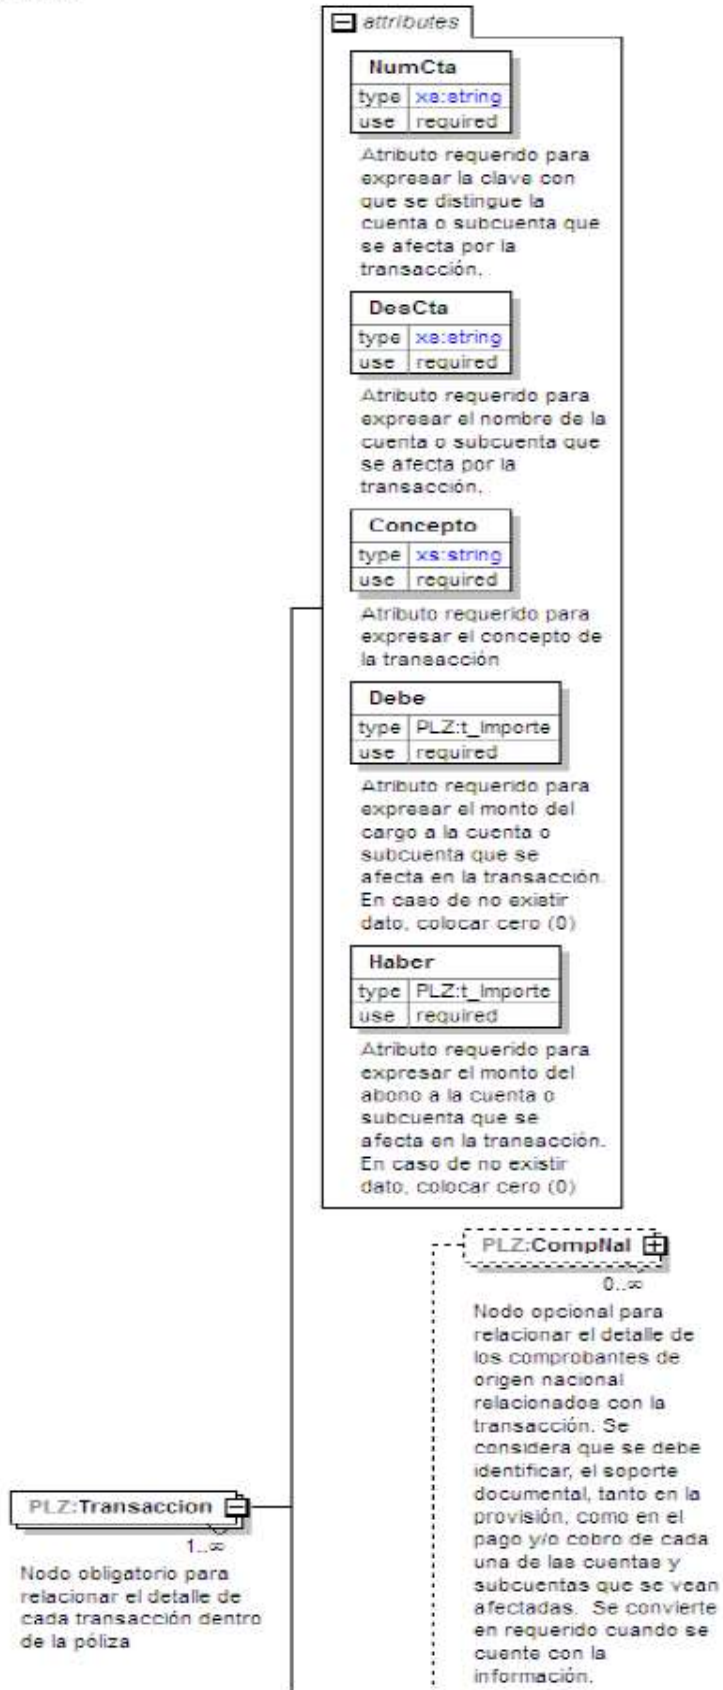 attributes
NumCta
type xs:string
use required
Atributo requerido para
expresar la clave con
que se distingue la
cuenta o subcuenta que
se afecta por la
transacción.
DesCta
type xs:string
use required
Atributo requerido para
expresar el nombre de la
cuenta o subcuenta que
se afecta por la
transacción.
Concepto
type xs:string
use required
Atributo requerido para
expresar el concepto de
la transacción
Debe
type PLZ:t_Importe
use required
Atributo requerido para
expresar el monto del
cargo a la cuenta o
subcuenta que se
afecta en la transacción.
En caso de no existir
dato, colocar cero (0)
Haber
type PLZ:t_Importe
use required
Atributo requerido para
expresar el monto del
abono a la cuenta o
subcuenta que se
afecta en la transacción.
En caso de no existir
dato, colocar cero (0)
PLZ:CompNal
0..∞
Nodo opcional para
relacionar el detalle de
los comprobantes de
origen nacional
relacionados con la
transacción. Se
considera que se debe
identificar, el soporte
documental, tanto en la
provisión, como en el
pago y/o cobro de cada
una de las cuentas y
subcuentas que se vean
afectadas. Se convierte
en requerido cuando se
cuente con la
información.
PLZ:Transaccion
1..∞
Nodo obligatorio para
relacionar el detalle de
cada transacción dentro
de la póliza